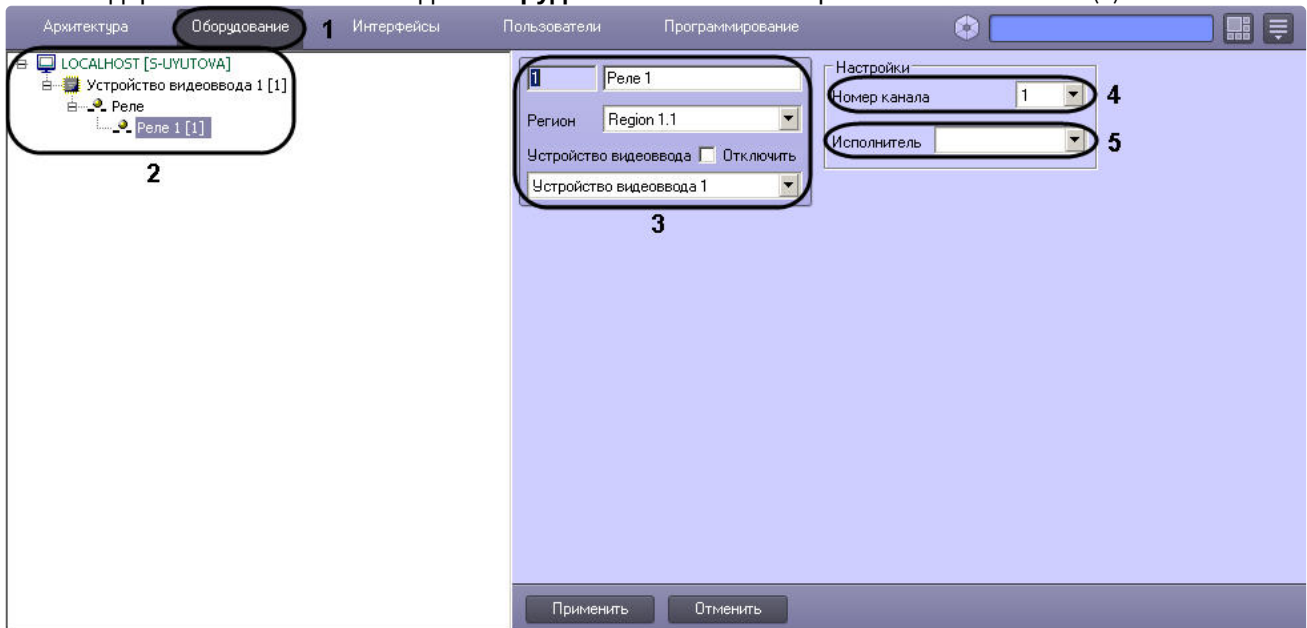 Архитектура Оборудование 1 Интерфейсы Пользователи Программирование
LOCALHOST [S-UYUTOVA]
Устройство видеоввода 1 [1]
Реле
Реле 1 [1]
2
1 Реле 1
Регион Region 1.1
Устройство видеоввода Отключить
Устройство видеоввода 1
3
Настройки
Номер канала 1 4
Исполнитель 5
Применить Отменить